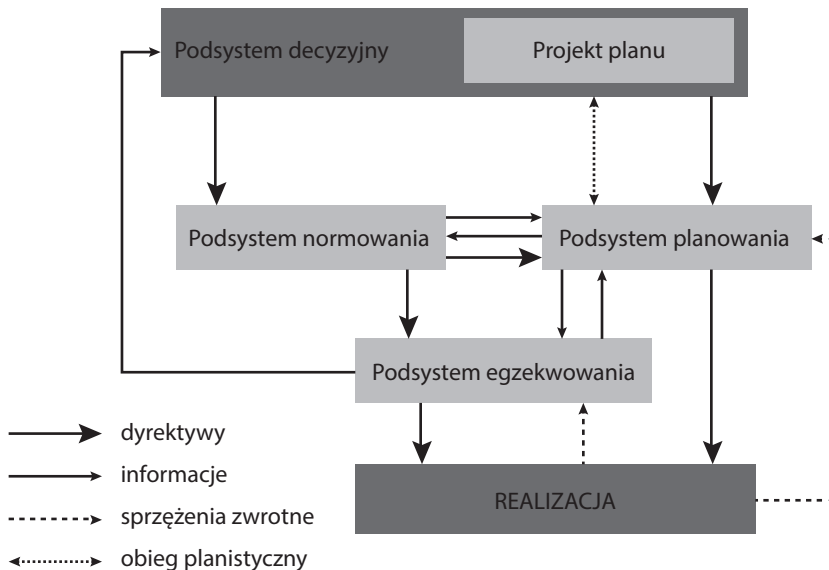 Podsystem decyzyjny
Projekt planu
Podsystem normowania
Podsystem planowania
Podsystem egzekwowania
REALIZACJA
dyrektywy
informacje
sprzężenia zwrotne
obieg planistyczny